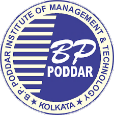 B.P. PODDAR INSTITUTE OF MANAGEMENT & TECHNOLOGY
BP
PODDAR
★ KOLKATA ★